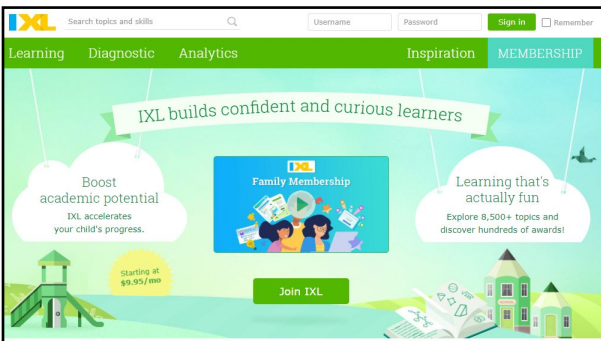 IXL Search topics and skills Username Password Sign in Remember
Learning Diagnostic Analytics Inspiration MEMBERSHIP
IXL builds confident and curious learners
Boost
academic potential
IXL accelerates
your child's progress.
IXL
Family Membership
Learning that's
actually fun
Explore 8,500+ topics and
discover hundreds of awards!
Starting at
$9.95/mo
Join IXL